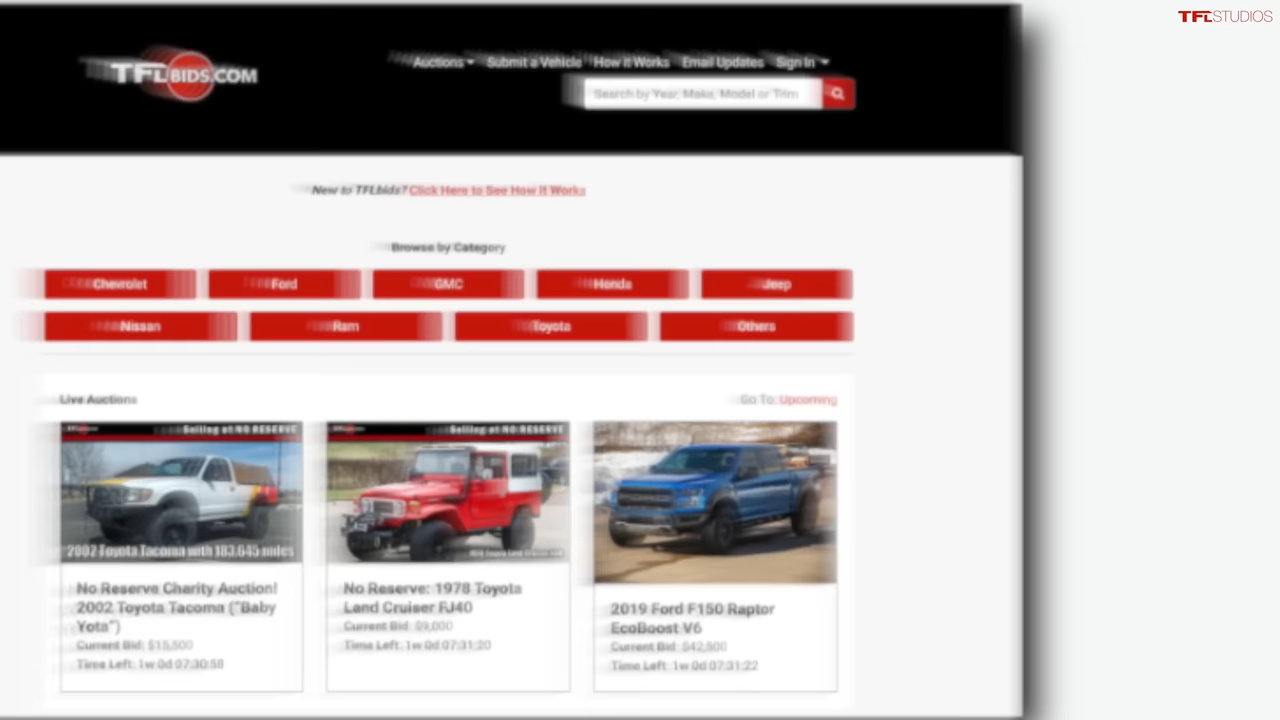 TFLSTUDIOS
TFLBIDS.COM
Auctions Submit a Vehicle How it Works Email Updates Sign In
Search by Year, Make, Model or Trim
New to TFLbids? Click Here to See How it Works
Browse by Category
Chevrolet Ford GMC Honda Jeep
Nissan Ram Toyota Others
Live Auctions Go To: Upcoming
Selling at NO RESERVE Selling at NO RESERVE
2002 Toyota Tacoma with 183,645 miles
No Reserve Charity Auction!
2002 Toyota Tacoma ("Baby
Yota")
Current Bid: $15,500
Time Left: 1w 0d 07:30:58
No Reserve: 1978 Toyota
Land Cruiser FJ40
Current Bid: $9,000
Time Left: 1w 0d 07:31:20
2019 Ford F150 Raptor
EcoBoost V6
Current Bid: $42,500
Time Left: 1w 0d 07:31:22